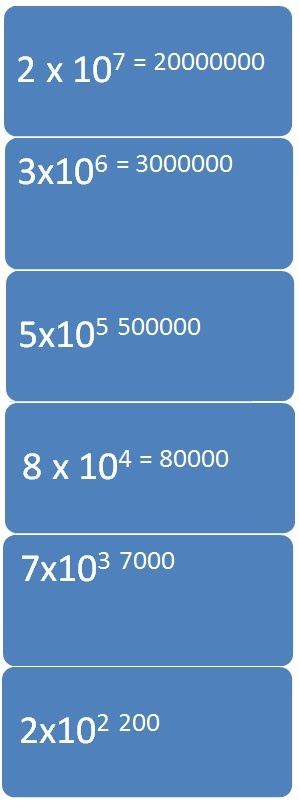 2 x 10⁷ = 20000000
3x10⁶ = 3000000
5x10⁵ 500000
8 x 10⁴ = 80000
7x10³ 7000
2x10² 200